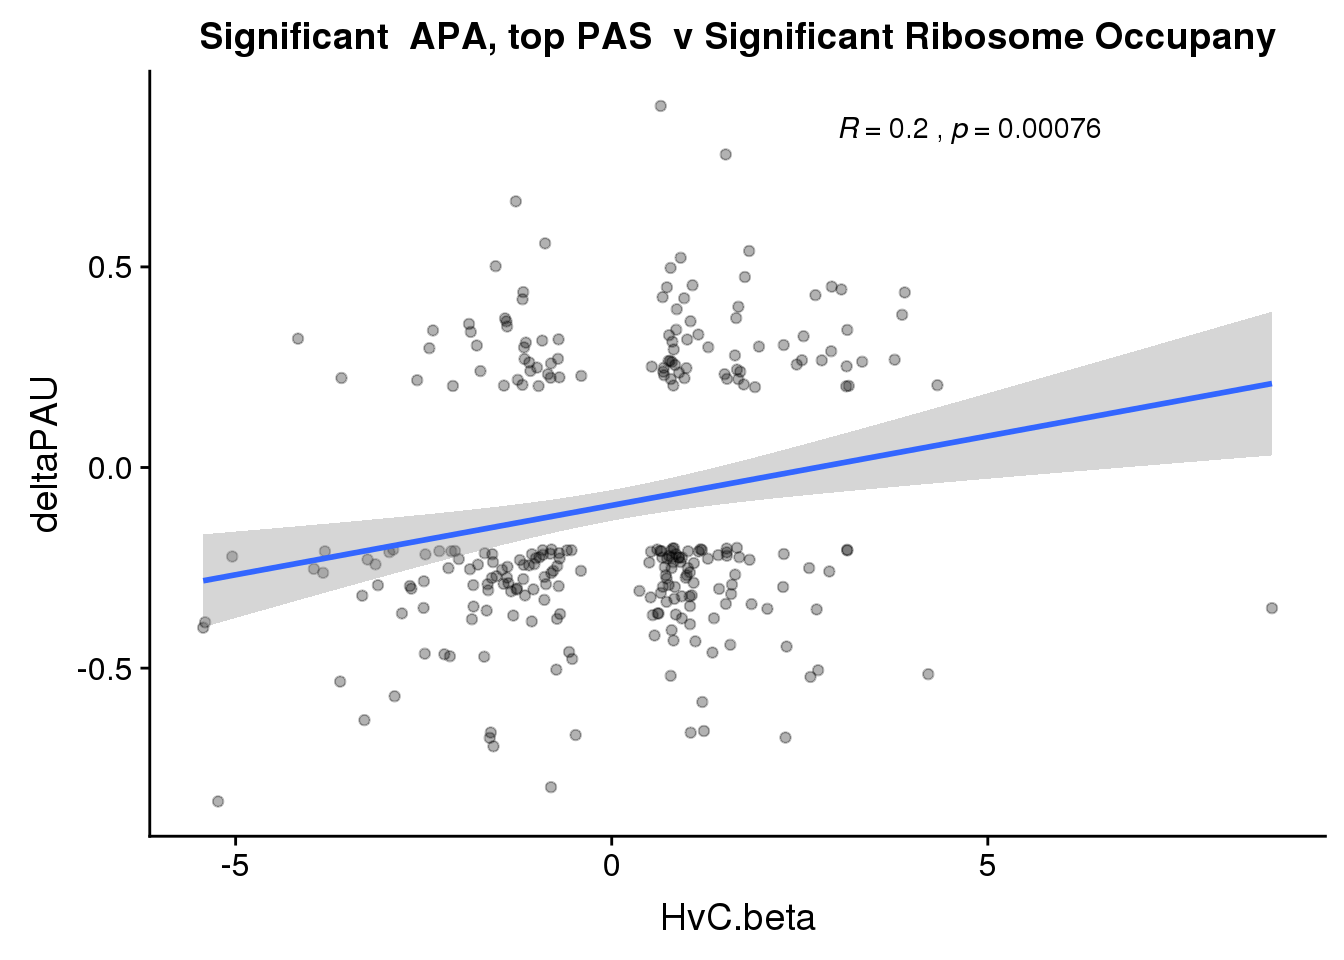 Significant  APA, top PAS  v Significant Ribosome Occupany
R = 0.2 , p = 0.00076
deltaPAU
0.5
0.0
-0.5
-5
0
5
HvC.beta